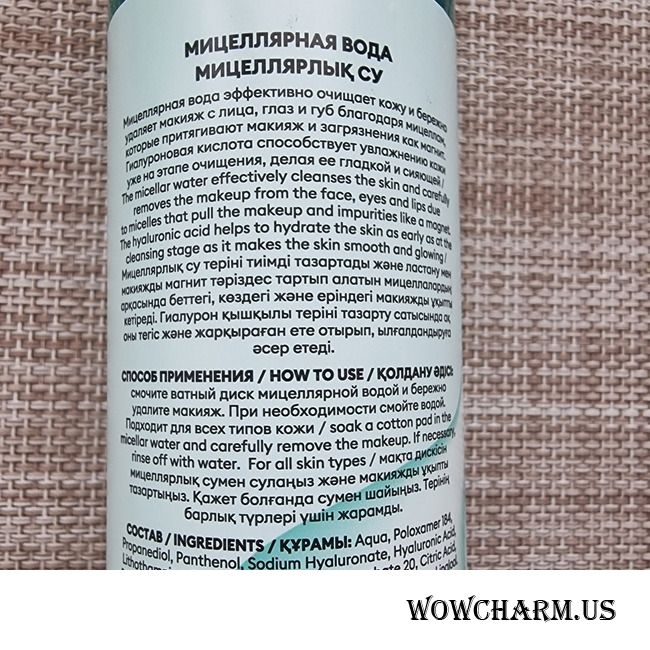 МИЦЕЛЛЯРНАЯ ВОДА
МИЦЕЛЛЯРЛЫҚ СУ
Мицеллярная вода эффективно очищает кожу и бережно
удаляет макияж с лица, глаз и губ благодаря мицеллам,
которые притягивают макияж и загрязнения как магнит.
Гиалуроновая кислота способствует увлажнению кожи
уже на этапе очищения, делая ее гладкой и сияющей /
The micellar water effectively cleanses the skin and carefully
removes the makeup from the face, eyes and lips due
to micelles that pull the makeup and impurities like a magnet.
The hyaluronic acid helps to hydrate the skin as early as at the
cleansing stage as it makes the skin smooth and glowing /
Мицеллярлық су теріні тиімді тазартады және ластану мен
макияжды магнит тәріздес тартып алатын мицеллалардың
арқасында беттегі, көздегі және еріндегі макияжды ұқыпты
кетіреді. Гиалурон қышқылы теріні тазарту сатысында ақ
оны тегіс және жарқыраған ете отырып, ылғалдандыруға
әсер етеді.
СПОСОБ ПРИМЕНЕНИЯ / HOW TO USE / ҚОЛДАНУ ӘДІСІ:
смочите ватный диск мицеллярной водой и бережно
удалите макияж. При необходимости смойте водой.
Подходит для всех типов кожи / soak a cotton pad in the
micellar water and carefully remove the makeup. If necessary,
rinse off with water. For all skin types / мақта дискісін
мицеллярлық сумен сулаңыз және макияжды ұқыпты
тазартыңыз. Қажет болғанда сумен шайыңыз. Терінің
барлық түрлері үшін жарамды.
СОСТАВ / INGREDIENTS / ҚҰРАМЫ: Aqua, Poloxamer 184,
Propanediol, Panthenol, Sodium Hyaluronate, Hyaluronic Acid,
20, Citric Acid,
WOWCHARM.US